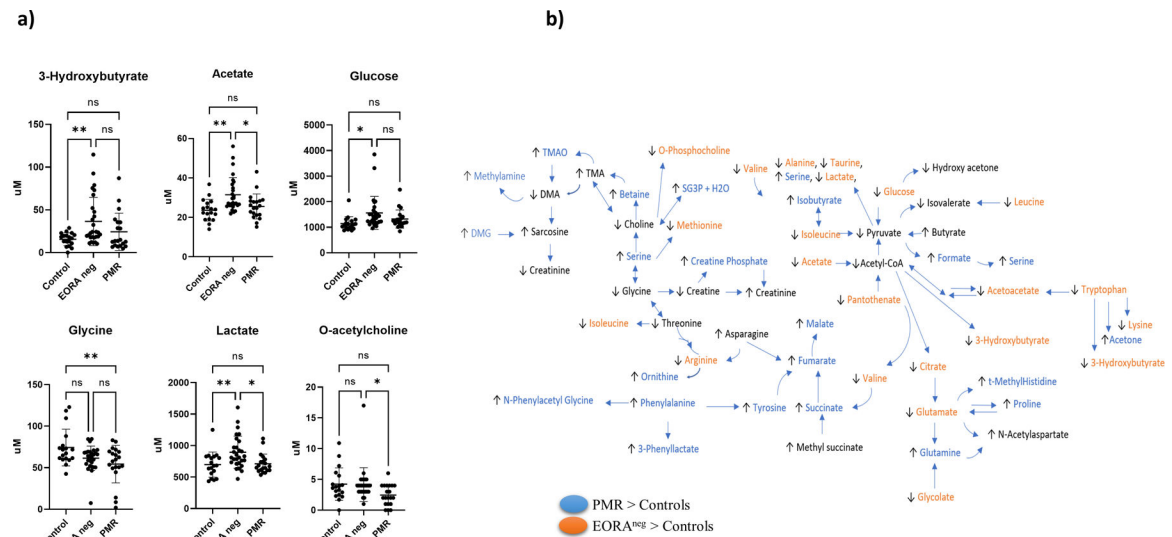 a)
b)
3-Hydroxybutyrate
ns
**
ns
150
100
50
0
uM
Control
EORA neg
PMR
Acetate
ns
**
*
60
40
20
0
uM
Control
EORA neg
PMR
Glucose
ns
*
ns
5000
4000
3000
2000
1000
0
uM
Control
EORA neg
PMR
Glycine
**
ns
ns
150
100
50
0
uM
Control
EORA neg
PMR
Lactate
ns
**
*
2000
1500
1000
500
0
uM
Control
EORA neg
PMR
O-acetylcholine
ns
ns
*
20
15
10
5
0
uM
Control
EORA neg
PMR
↑ TMAO
↑ Methylamine
↑ TMA
↓ DMA
↑ DMG
↑ Sarcosine
↓ Creatinine
↓ O-Phosphocholine
↑ Betaine
↑ SG3P + H2O
↓ Choline
↓ Methionine
↑ Serine
↑ Creatine Phosphate
↓ Glycine
↓ Creatine
↑ Creatinine
↓ Isoleucine
↓ Threonine
↑ Asparagine
↓ Arginine
↑ Ornithine
↑ N-Phenylacetyl Glycine
↑ Phenylalanine
↑ 3-Phenyllactate
↑ Tyrosine
↑ Malate
↑ Fumarate
↑ Succinate
↑ Methyl succinate
↓ Valine
↓ Valine
↓ Alanine, ↓ Taurine,
↑ Serine, ↓ Lactate,
↑ Isobutyrate
↓ Isoleucine
↓ Glucose
↓ Hydroxy acetone
↓ Isovalerate
↓ Leucine
↓ Pyruvate
↑ Butyrate
↑ Formate
↑ Serine
↓ Acetate
↓ Acetyl-CoA
↓ Pantothenate
↓ Acetoacetate
↓ Tryptophan
↓ Lysine
↑ Acetone
↓ 3-Hydroxybutyrate
↓ 3-Hydroxybutyrate
↓ Citrate
↓ Glutamate
↑ t-MethylHistidine
↑ Proline
↑ N-Acetylaspartate
↑ Glutamine
↓ Glycolate
PMR > Controls
EORAneg > Controls